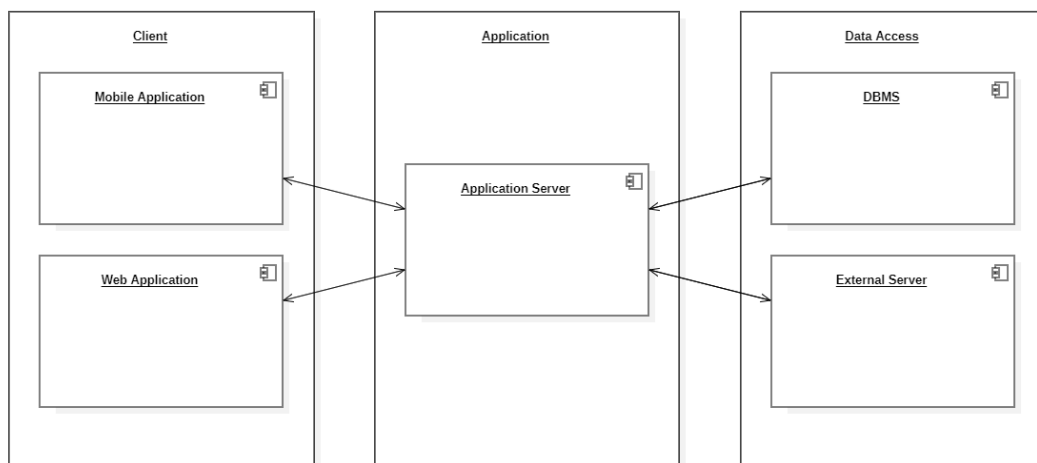 Client
Application
Data Access
Mobile Application
DBMS
Application Server
Web Application
External Server